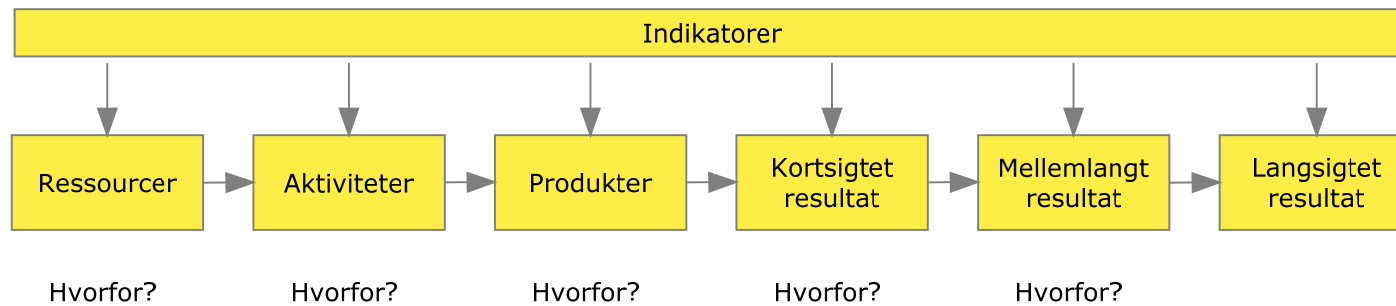 Indikatorer
Ressourcer
Aktiviteter
Produkter
Kortsigtet
resultat
Mellemlangt
resultat
Langsigtet
resultat
Hvorfor?
Hvorfor?
Hvorfor?
Hvorfor?
Hvorfor?